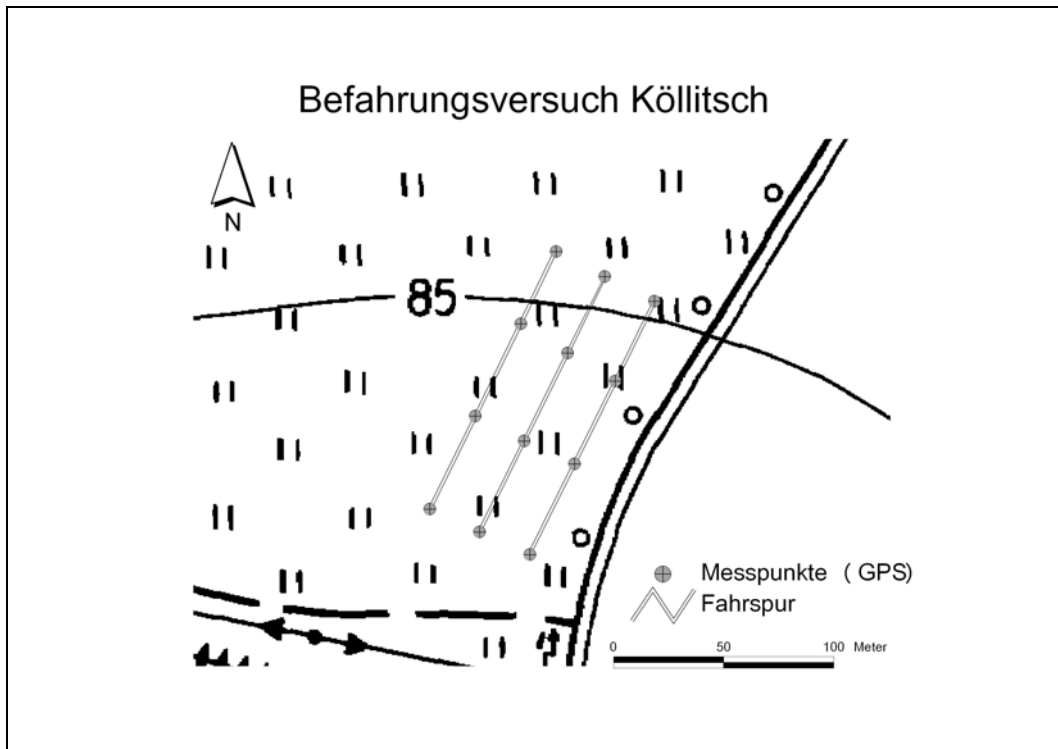 Befahrungsversuch Köllitsch
N
85
Messpunkte ( GPS)
Fahrspur
0 50 100 Meter